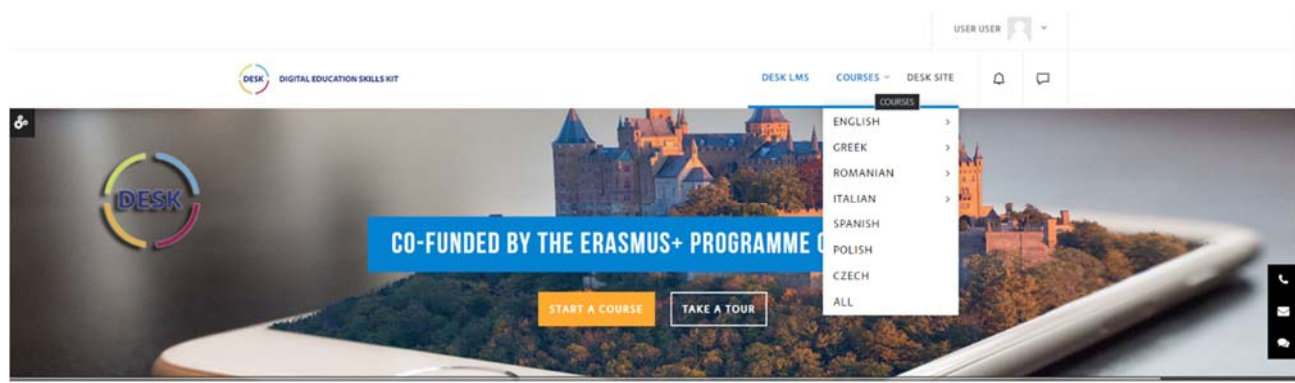 USER USER
DESK DIGITAL EDUCATION SKILLS KIT
DESK LMS COURSES DESK SITE
COURSES
ENGLISH
GREEK
ROMANIAN
ITALIAN
SPANISH
POLISH
CZECH
ALL
DESK
CO-FUNDED BY THE ERASMUS+ PROGRAMME
START A COURSE TAKE A TOUR